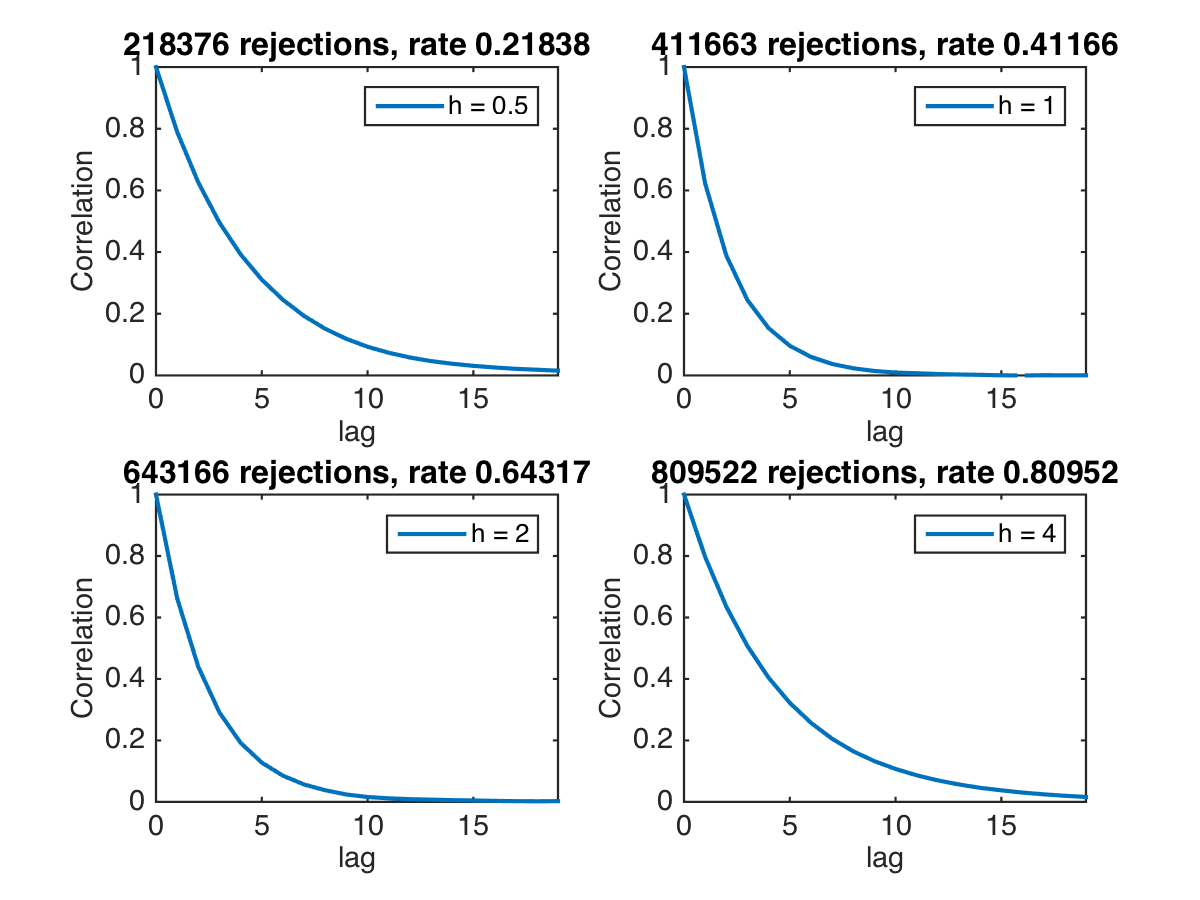 218376 rejections, rate 0.21838
1
0.8
0.6
0.4
0.2
0
Correlation
h = 0.5
0 5 10 15
lag
411663 rejections, rate 0.41166
1
0.8
0.6
0.4
0.2
0
Correlation
h = 1
0 5 10 15
lag
643166 rejections, rate 0.64317
1
0.8
0.6
0.4
0.2
0
Correlation
h = 2
0 5 10 15
lag
809522 rejections, rate 0.80952
1
0.8
0.6
0.4
0.2
0
Correlation
h = 4
0 5 10 15
lag